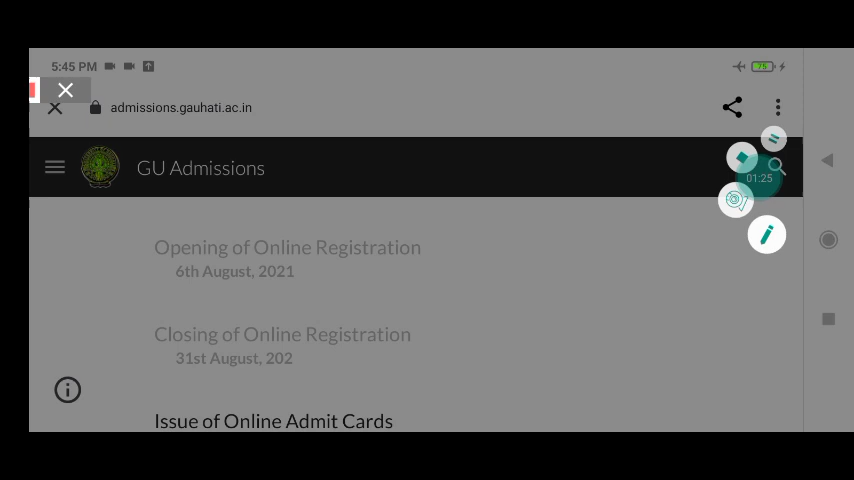 5:45 PM
75
admissions.gauhati.ac.in
GU Admissions
01:25
Opening of Online Registration
6th August, 2021
Closing of Online Registration
31st August, 202
Issue of Online Admit Cards